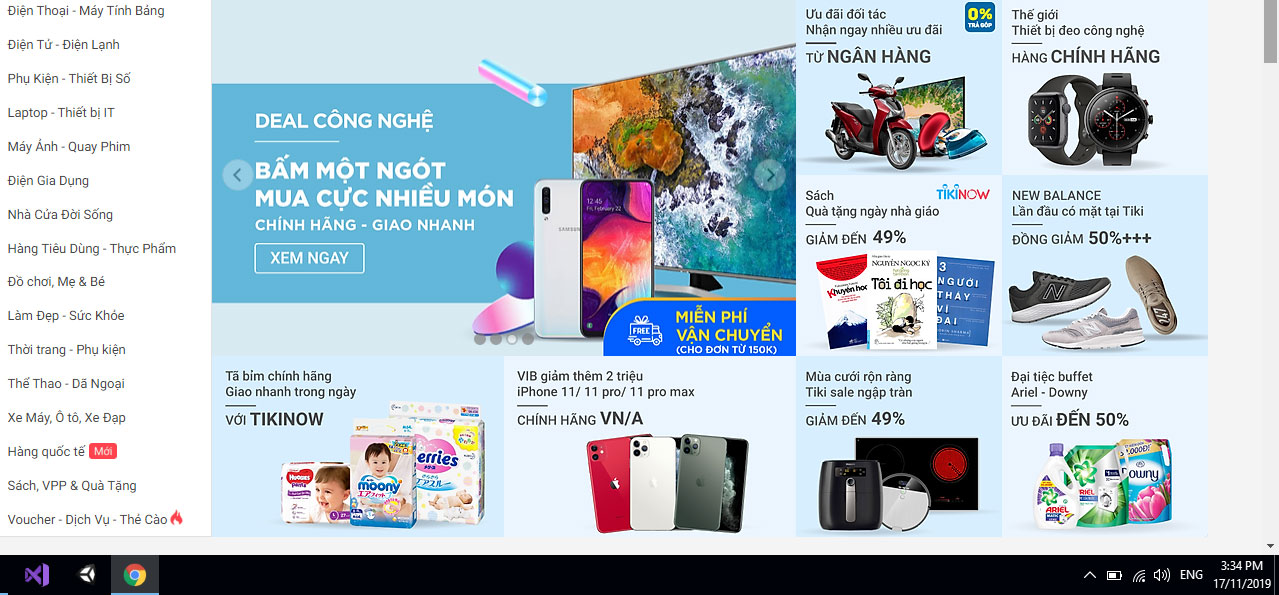 Điện Thoại - Máy Tính Bảng
Điện Tử - Điện Lạnh
Phụ Kiện - Thiết Bị Số
Laptop - Thiết bị IT
Máy Ảnh - Quay Phim
Điện Gia Dụng
Nhà Cửa Đời Sống
Hàng Tiêu Dùng - Thực Phẩm
Đồ chơi, Mẹ & Bé
Làm Đẹp - Sức Khỏe
Thời trang - Phụ kiện
Thể Thao - Dã Ngoại
Xe Máy, Ô tô, Xe Đạp
Hàng quốc tế Mới
Sách, VPP & Quà Tặng
Voucher - Dịch Vụ - Thẻ Cào
DEAL CÔNG NGHỆ
BẤM MỘT NGÓT
MUA CỰC NHIỀU MÓN
CHÍNH HÃNG - GIAO NHANH
XEM NGAY
SAMSUNG
12:45
Fri, February 22
FREE
MIỄN PHÍ
VẬN CHUYỂN
(CHO ĐƠN TỪ 150K)
Ưu đãi đối tác
Nhận ngay nhiều ưu đãi
TỪ NGÂN HÀNG
0%
TRẢ GÓP
Thế giới
Thiết bị đeo công nghệ
HÀNG CHÍNH HÃNG
Sách
Quà tặng ngày nhà giáo
GIẢM ĐẾN 49%
TIKINOW
Khuyến học
NGUYỄN NGỌC KÝ
Tôi đi học
3
NGƯỜI
THẦY
VĨ
ĐẠI
NEW BALANCE
Lần đầu có mặt tại Tiki
ĐỒNG GIẢM 50%+++
Tã bỉm chính hãng
Giao nhanh trong ngày
VỚI TIKINOW
HUGGIES
pants
moony
erries
VIB giảm thêm 2 triệu
iPhone 11/ 11 pro/ 11 pro max
CHÍNH HÃNG VN/A
Mùa cưới rộn ràng
Tiki sale ngập tràn
GIẢM ĐẾN 49%
Đại tiệc buffet
Ariel - Downy
ƯU ĐÃI ĐẾN 50%
ARIEL
ARIEL
Downy
ENG
3:34 PM
17/11/2019